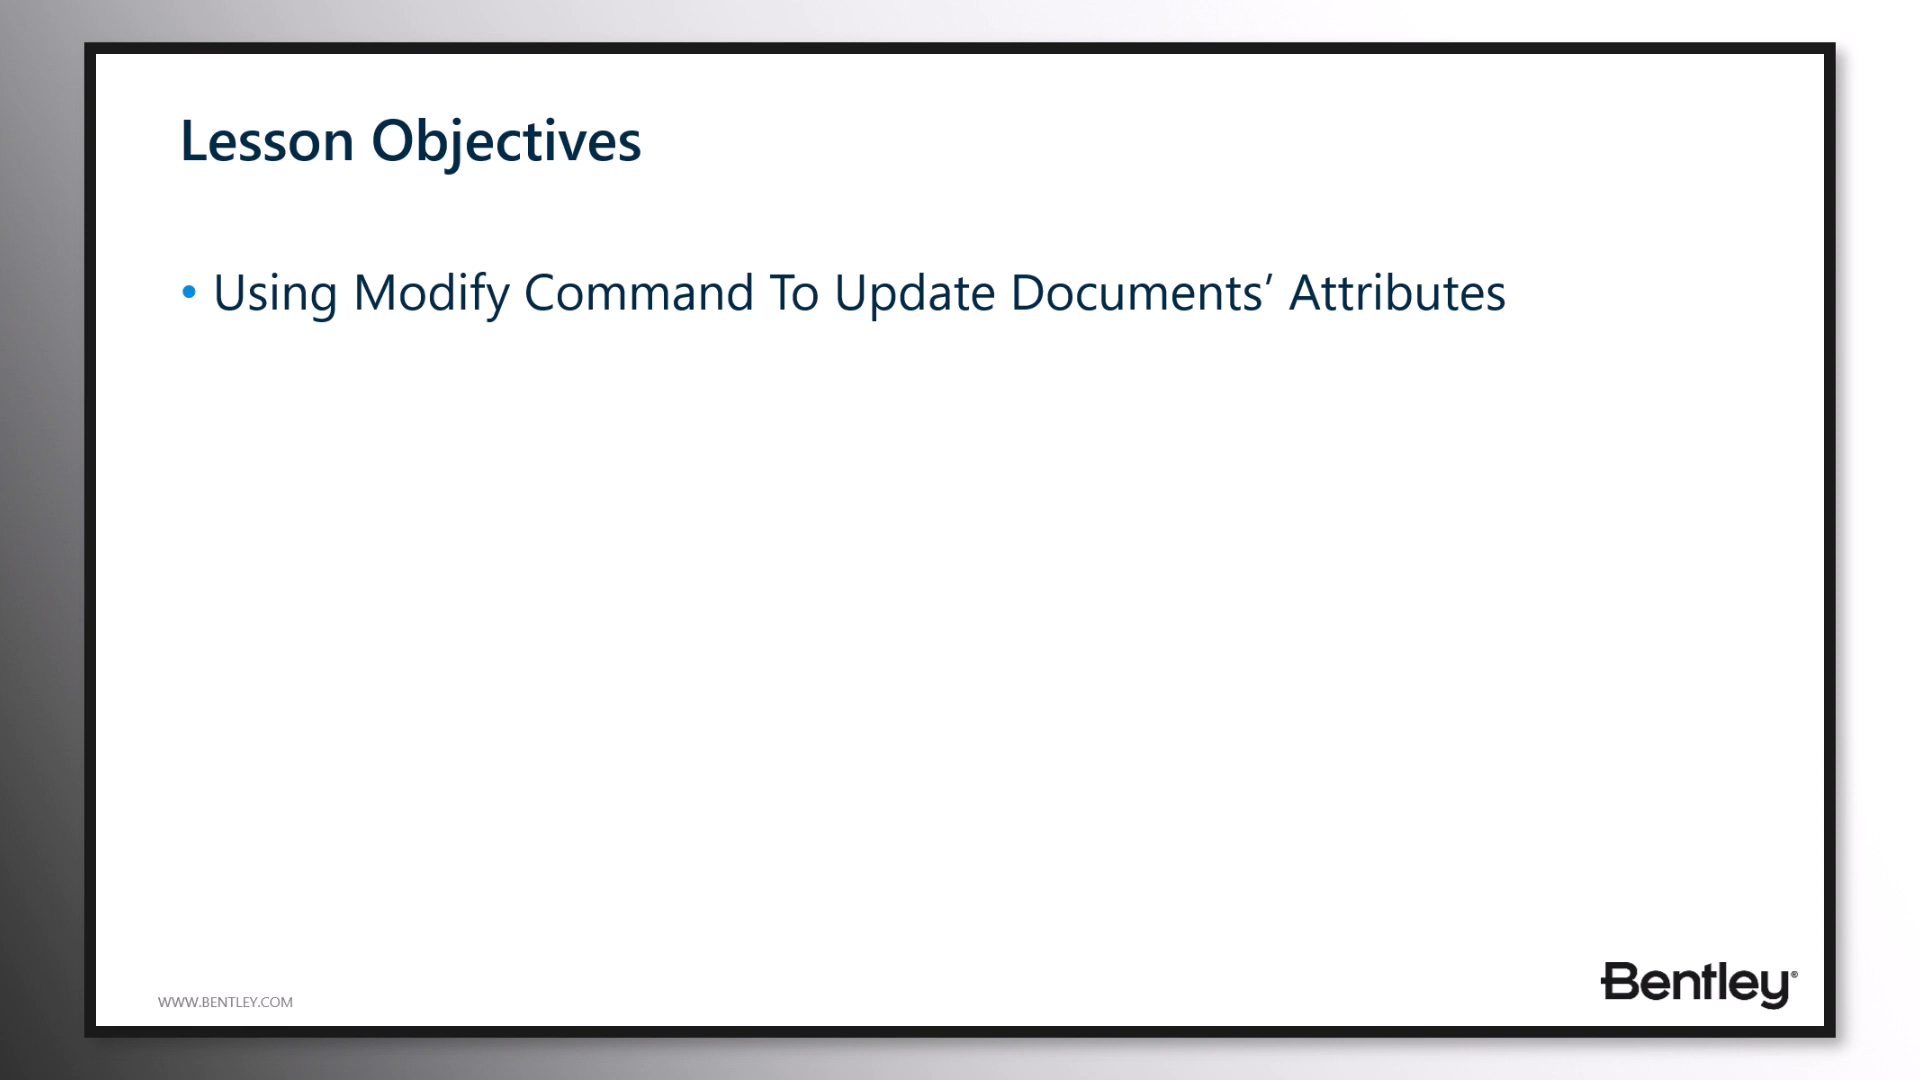 Lesson Objectives
• Using Modify Command To Update Documents’ Attributes
WWW.BENTLEY.COM
Bentley®